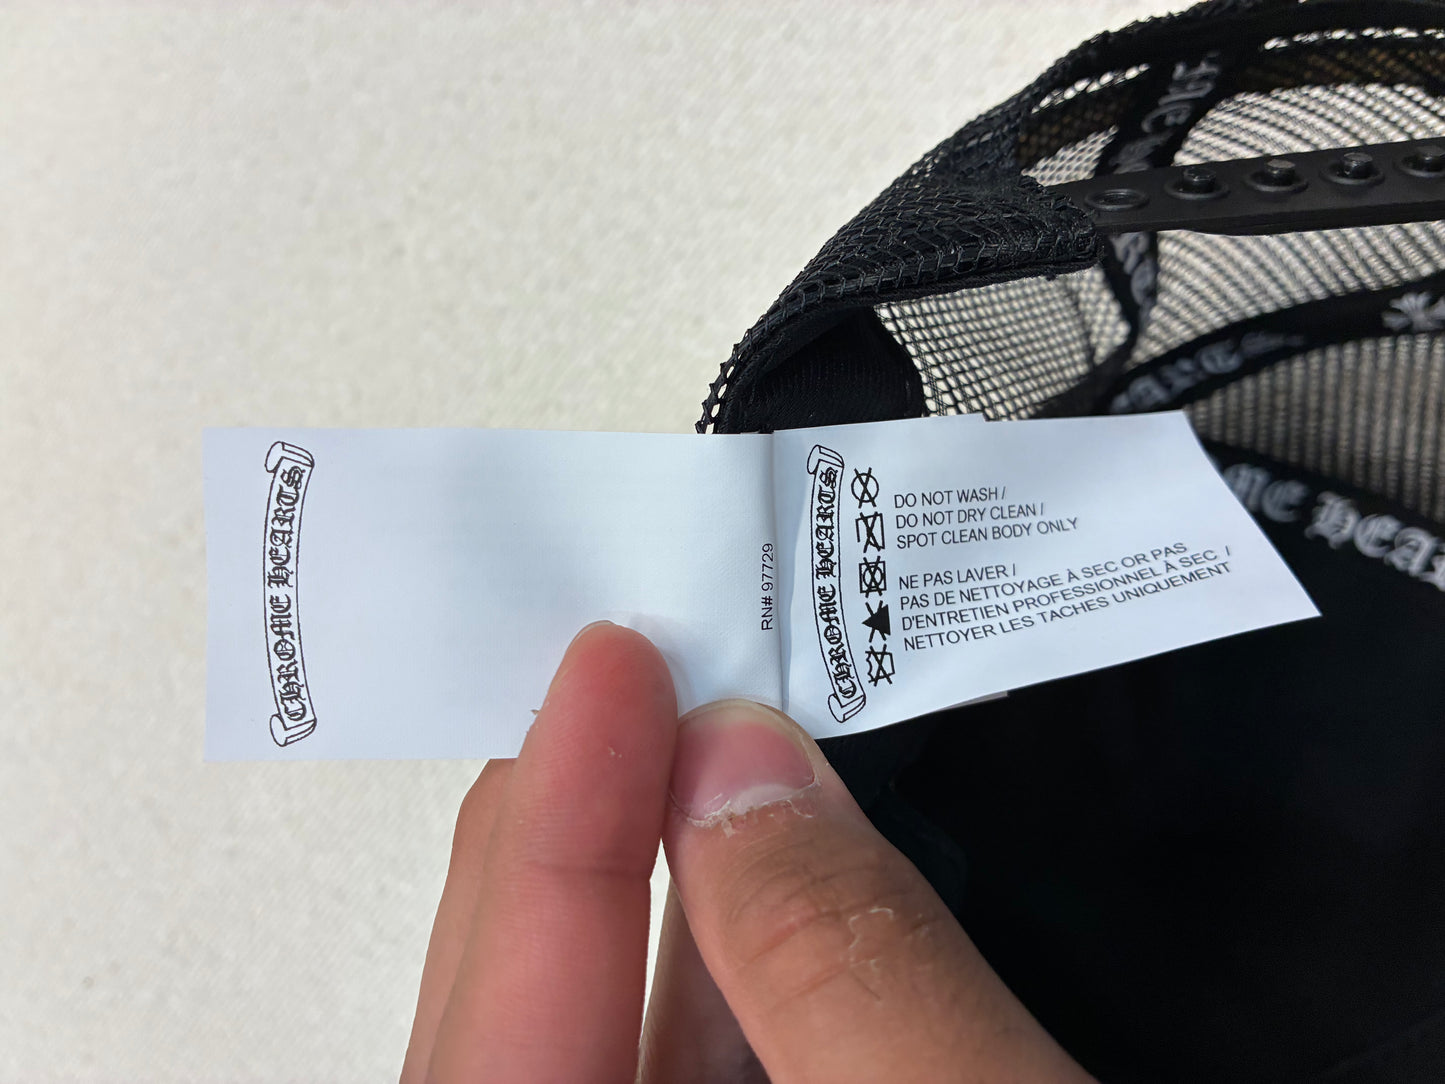 CHROME HEARTS
RN# 97729
CHROME HEARTS
DO NOT WASH /
DO NOT DRY CLEAN /
SPOT CLEAN BODY ONLY
NE PAS LAVER /
PAS DE NETTOYAGE À SEC OR PAS
D'ENTRETIEN PROFESSIONNEL À SEC /
NETTOYER LES TACHES UNIQUEMENT